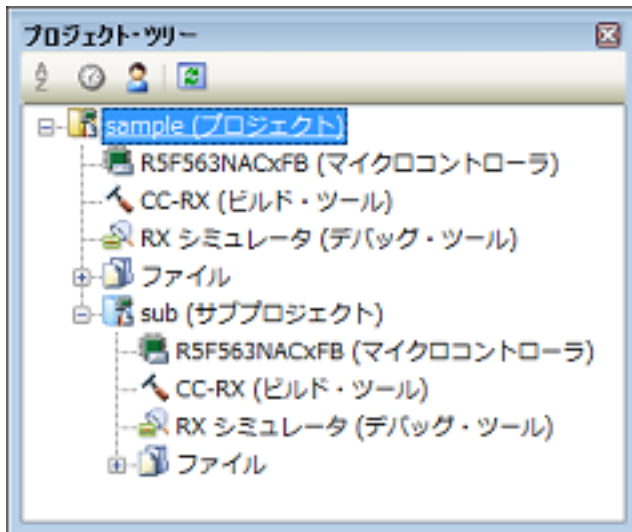 プロジェクト・ツリー
sample (プロジェクト)
R5F563NACxFB (マイクロコントローラ)
CC-RX (ビルド・ツール)
RX シミュレータ (デバッグ・ツール)
ファイル
sub (サブプロジェクト)
R5F563NACxFB (マイクロコントローラ)
CC-RX (ビルド・ツール)
RX シミュレータ (デバッグ・ツール)
ファイル